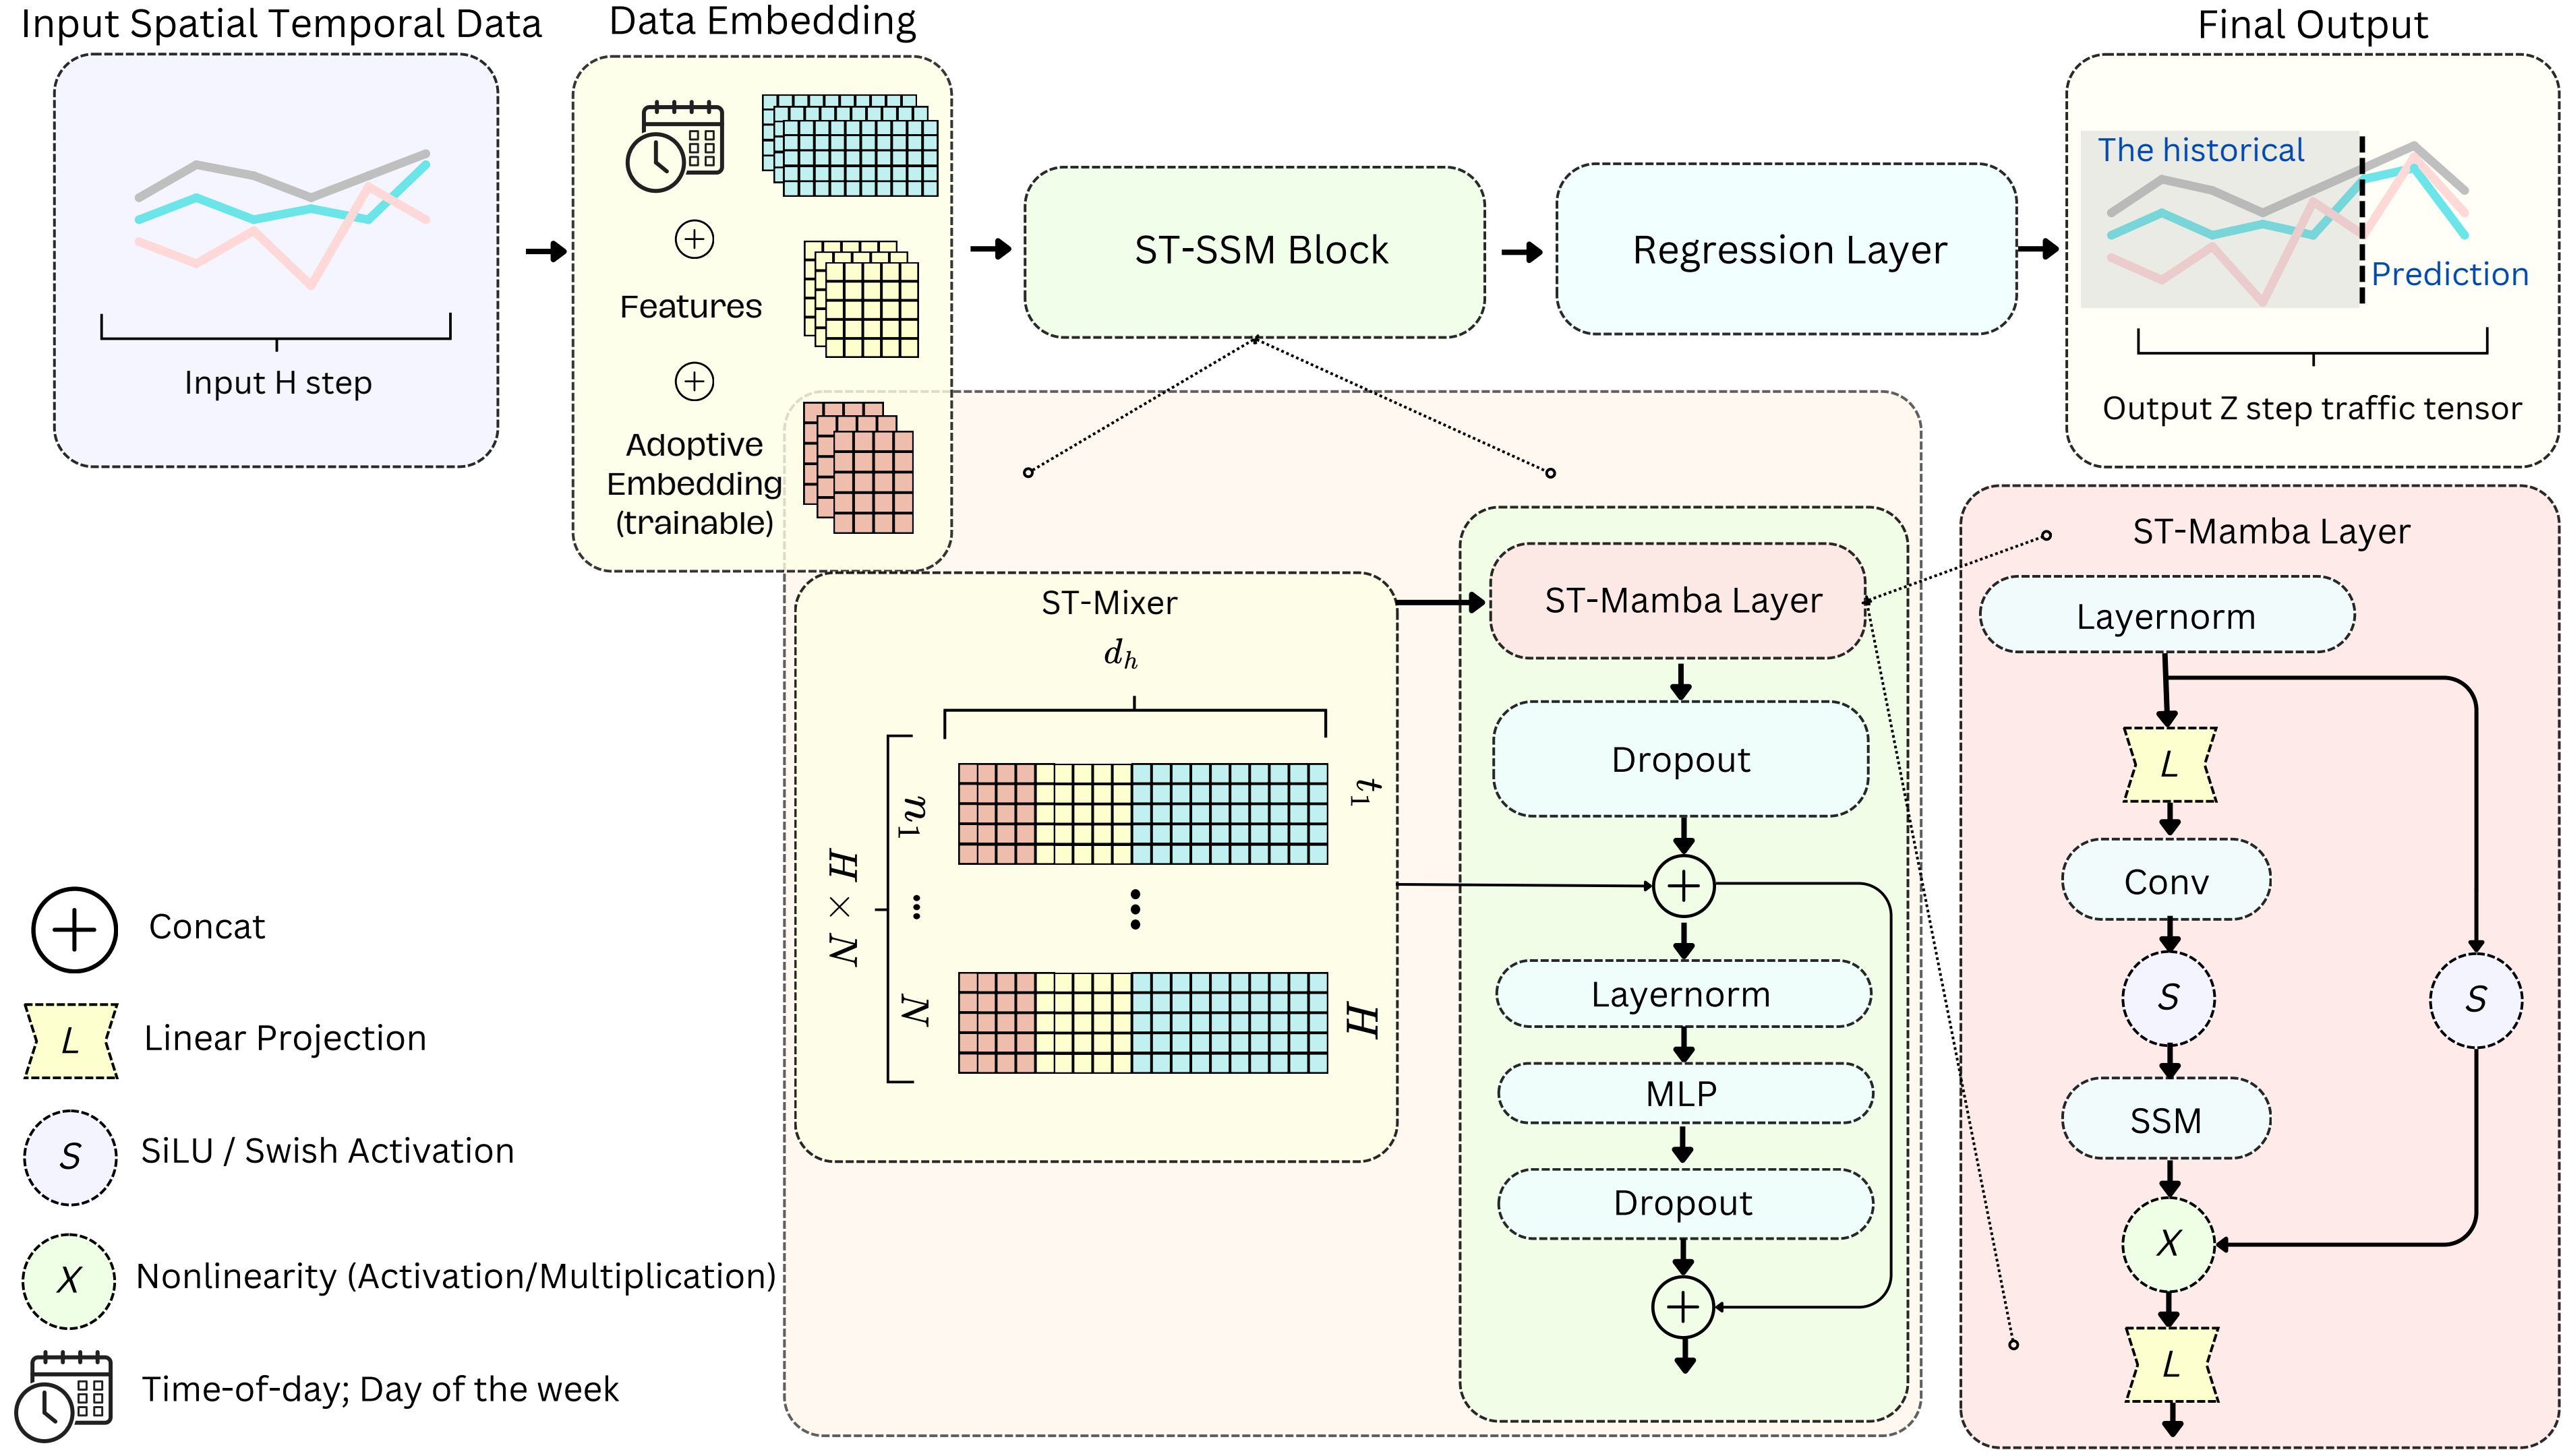 Input Spatial Temporal Data
Input H step
Data Embedding
Features
Adoptive
Embedding
(trainable)
ST-SSM Block
Regression Layer
Final Output
The historical
Prediction
Output Z step traffic tensor
ST-Mixer
d_h
n_1
t_1
N × H
N
H
ST-Mamba Layer
Dropout
Layernorm
MLP
Dropout
ST-Mamba Layer
Layernorm
L
Conv
S
S
SSM
X
L
Concat
L Linear Projection
S SiLU / Swish Activation
X Nonlinearity (Activation/Multiplication)
Time-of-day; Day of the week